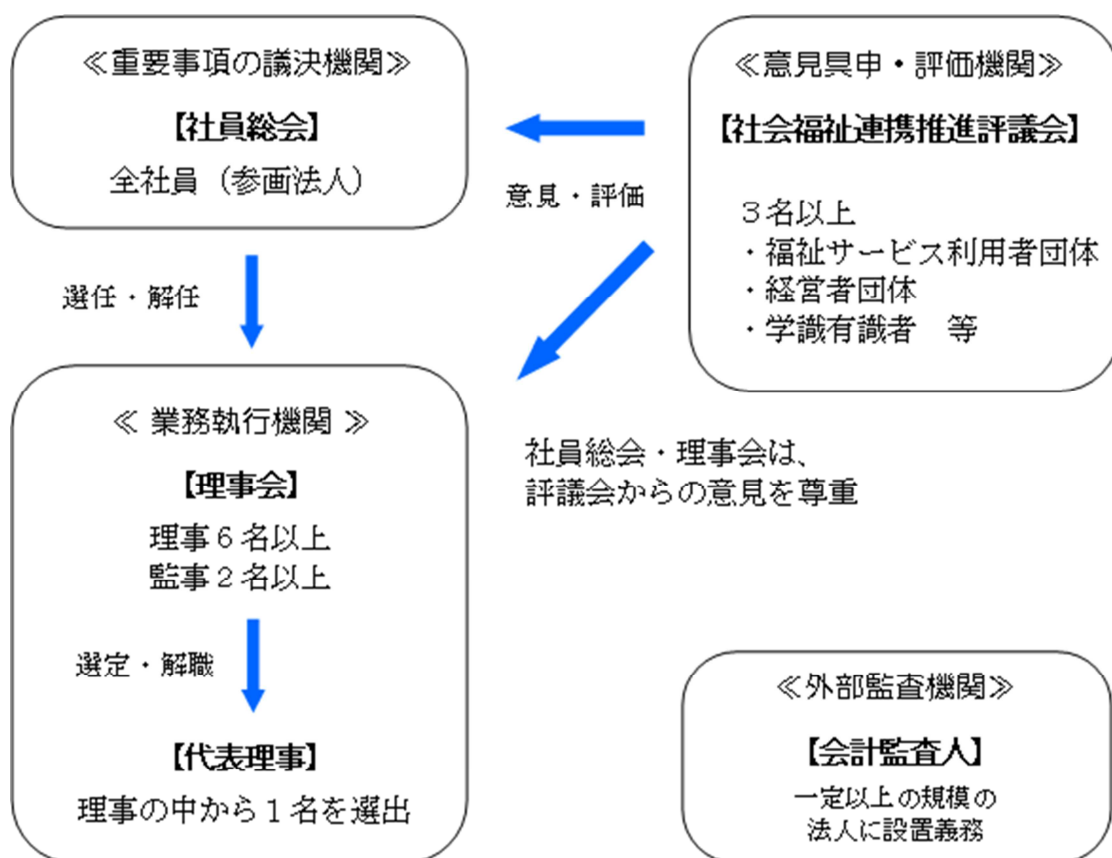 ≪重要事項の議決機関≫
【社員総会】
全社員（参画法人）
選任・解任
≪ 業務執行機関 ≫
【理事会】
理事６名以上
監事２名以上
選定・解職
【代表理事】
理事の中から１名を選出
意見・評価
≪意見具申・評価機関≫
【社会福祉連携推進評議会】
３名以上
・福祉サービス利用者団体
・経営者団体
・学識有識者　等
社員総会・理事会は、
評議会からの意見を尊重
≪外部監査機関≫
【会計監査人】
一定以上の規模の
法人に設置義務